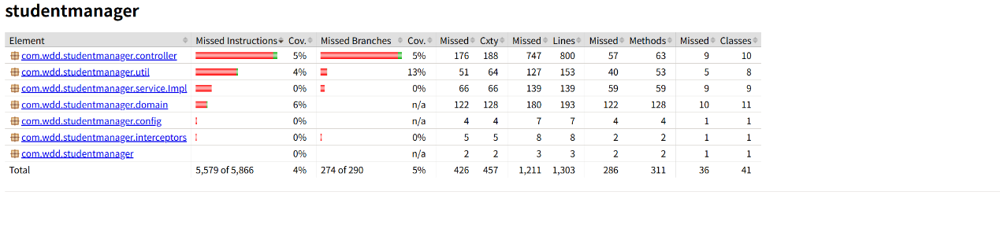 studentmanager
Element Missed Instructions Cov. Missed Branches Cov. Missed Cxty Missed Lines Missed Methods Missed Classes
com.wdd.studentmanager.controller 5% 5% 176 188 747 800 57 63 9 10
com.wdd.studentmanager.util 4% 13% 51 64 127 153 40 53 5 8
com.wdd.studentmanager.service.Impl 0% 0% 66 66 139 139 59 59 9 9
com.wdd.studentmanager.domain 6% n/a 122 128 180 193 122 128 10 11
com.wdd.studentmanager.config 0% n/a 4 4 7 7 4 4 1 1
com.wdd.studentmanager.interceptors 0% 0% 5 5 8 8 2 2 1 1
com.wdd.studentmanager 0% n/a 2 2 3 3 2 2 1 1
Total 5,579 of 5,866 4% 274 of 290 5% 426 457 1,211 1,303 286 311 36 41